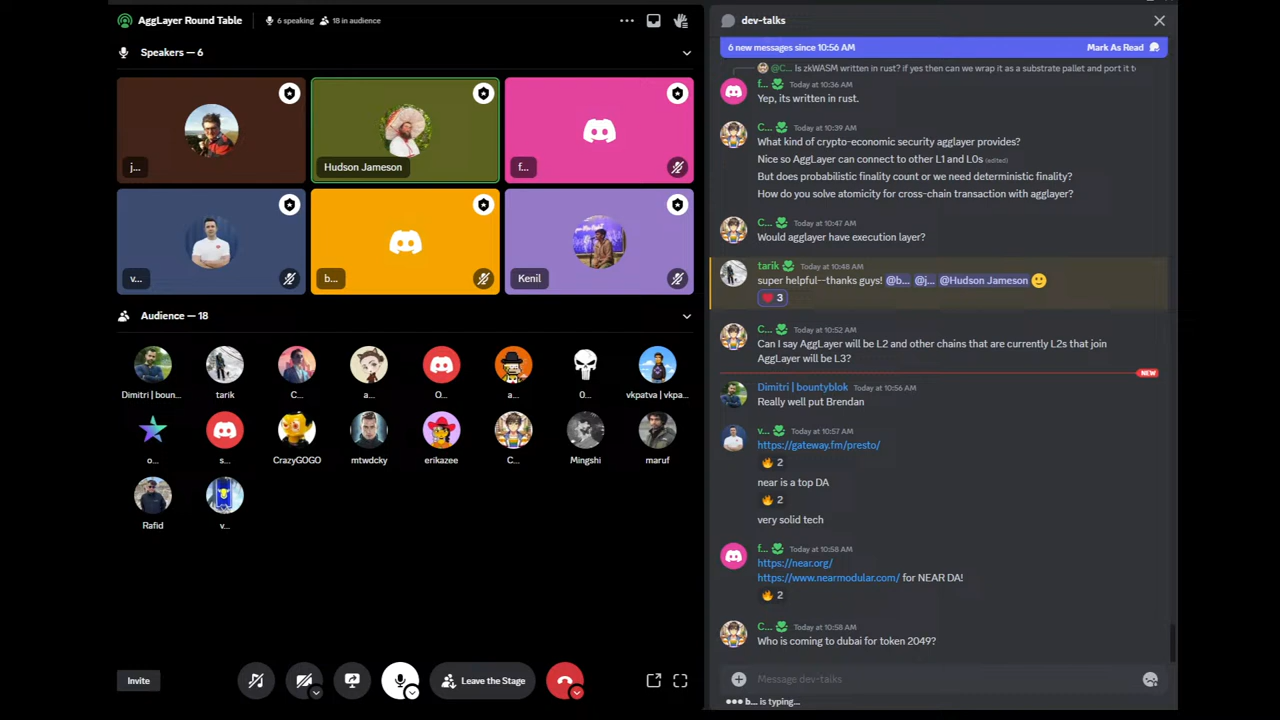 AggLayer Round Table
6 speaking
18 in audience
Speakers — 6
j...
Hudson Jameson
f...
v...
b...
Kenil
Audience — 18
Dimitri | boun...
tarik
C...
a...
O...
a...
0...
vkpatva | vkpa...
o...
s...
CrazyGOGO
mtwdcky
erikazee
C...
Mingshi
maruf
Rafid
v...
Invite
Leave the Stage
dev-talks
6 new messages since 10:56 AM
Mark As Read
@C... Is zkWASM written in rust? if yes then can we wrap it as a substrate pallet and port it t
f... Today at 10:36 AM
Yep, its written in rust.
C... Today at 10:39 AM
What kind of crypto-economic security agglayer provides?
Nice so AggLayer can connect to other L1 and L0s (edited)
But does probabilistic finality count or we need deterministic finality?
How do you solve atomicity for cross-chain transaction with agglayer?
C... Today at 10:47 AM
Would agglayer have execution layer?
tarik Today at 10:48 AM
super helpful--thanks guys! @b... @j... @Hudson Jameson 🙂
❤️ 3
C... Today at 10:52 AM
Can I say AggLayer will be L2 and other chains that are currently L2s that join
AggLayer will be L3?
NEW
Dimitri | bountyblok Today at 10:56 AM
Really well put Brendan
v... Today at 10:57 AM
https://gateway.fm/presto/
🔥 2
near is a top DA
🔥 2
very solid tech
f... Today at 10:58 AM
https://near.org/
https://www.nearmodular.com/ for NEAR DA!
🔥 2
C... Today at 10:58 AM
Who is coming to dubai for token 2049?
Message dev-talks
b... is typing...